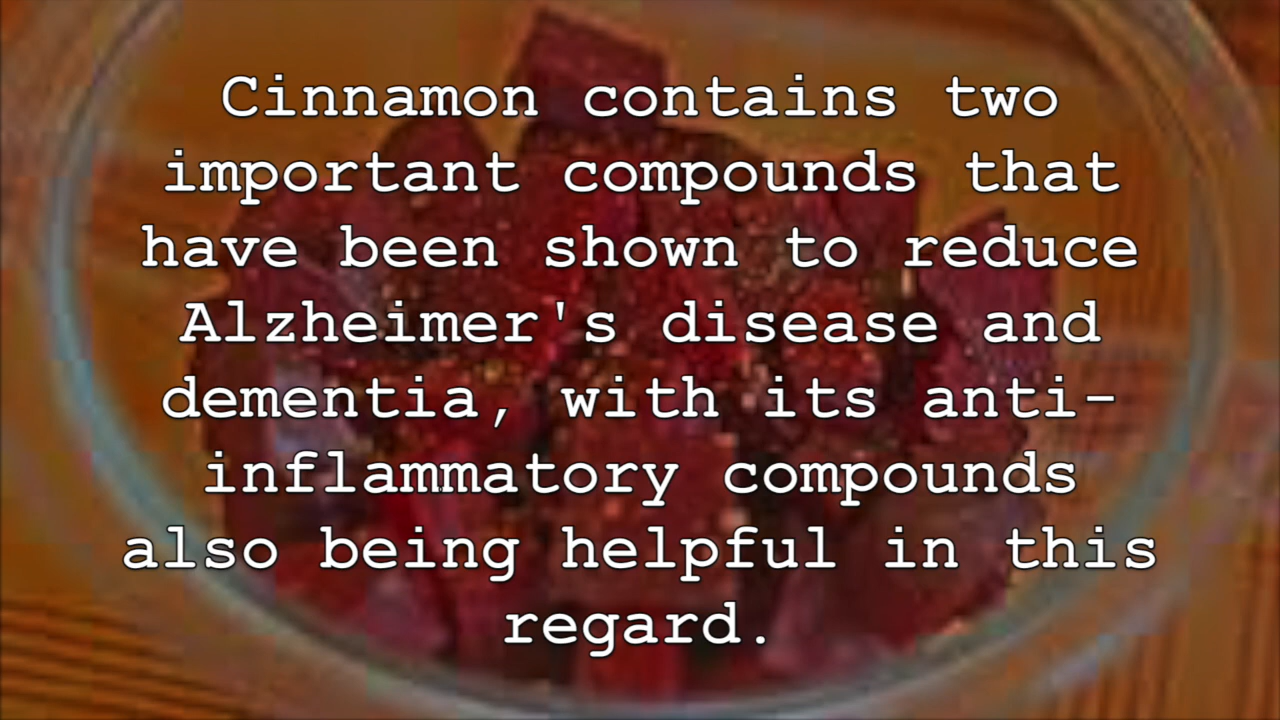 Cinnamon contains two
important compounds that
have been shown to reduce
Alzheimer's disease and
dementia, with its anti-
inflammatory compounds
also being helpful in this
regard.